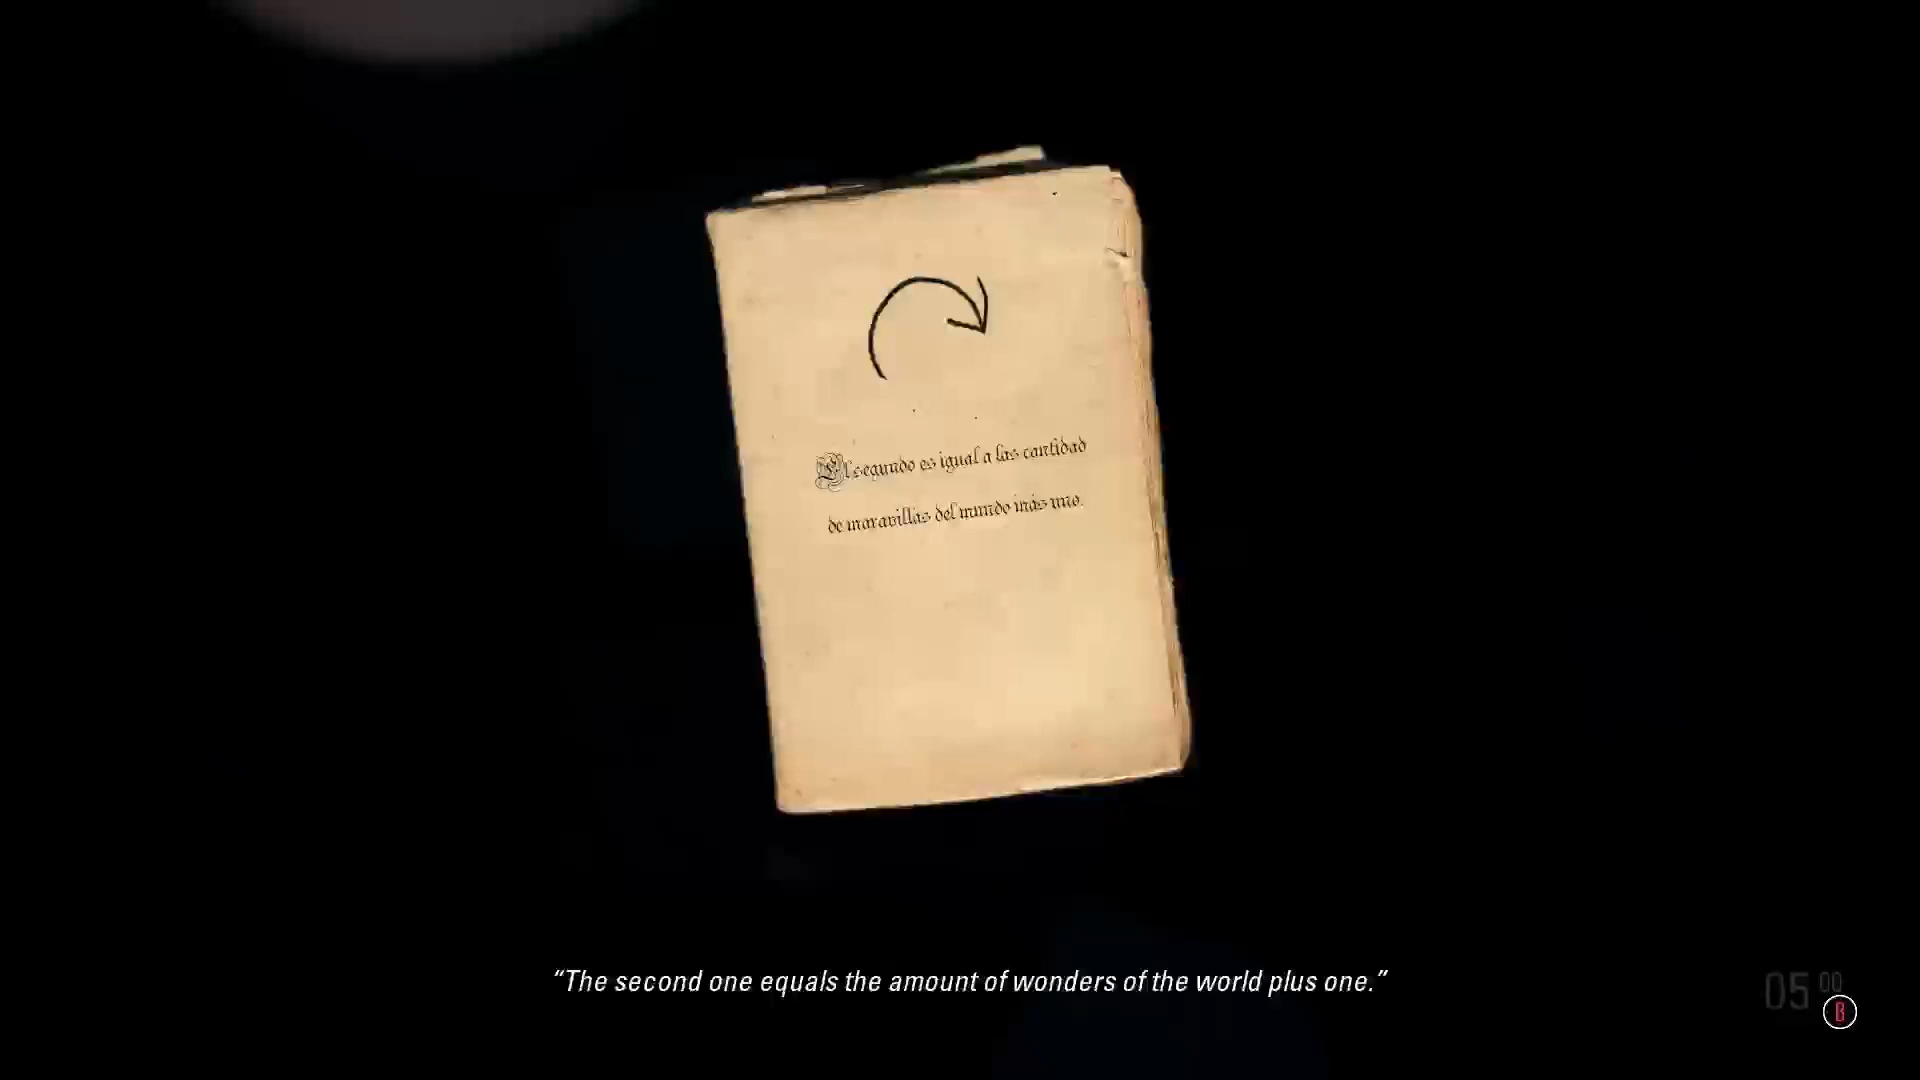 El segundo es igual a las cantidad
de maravillas del mundo más uno.
“The second one equals the amount of wonders of the world plus one.”
05 00
B